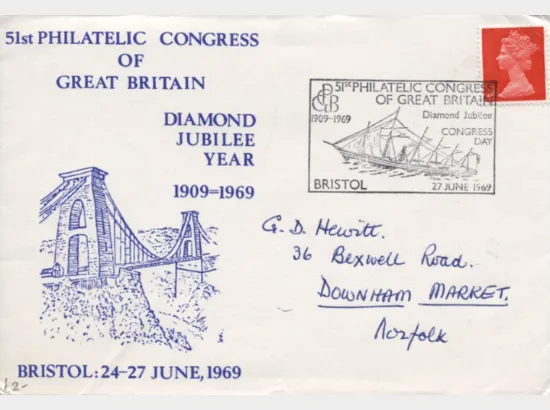 51st PHILATELIC CONGRESS
OF
GREAT BRITAIN
DIAMOND
JUBILEE
YEAR
1909=1969
BRISTOL: 24-27 JUNE, 1969
51st PHILATELIC CONGRESS
OF GREAT BRITAIN
1909-1969
Diamond Jubilee
CONGRESS
DAY
BRISTOL
27 JUNE 1969
G. D. Hewitt.
36 Bexwell Road.
DOWNHAM MARKET.
Norfolk